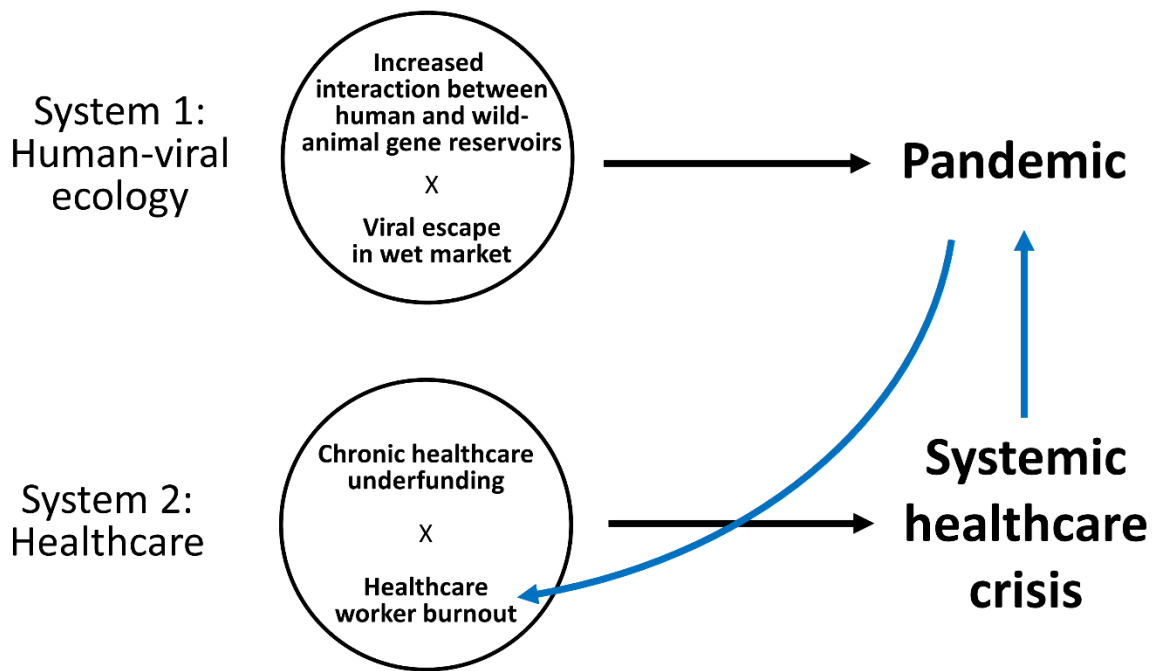 System 1:
Human-viral
ecology
Increased
interaction between
human and wild-
animal gene reservoirs
X
Viral escape
in wet market
Pandemic
System 2:
Healthcare
Chronic healthcare
underfunding
X
Healthcare
worker burnout
Systemic
healthcare
crisis